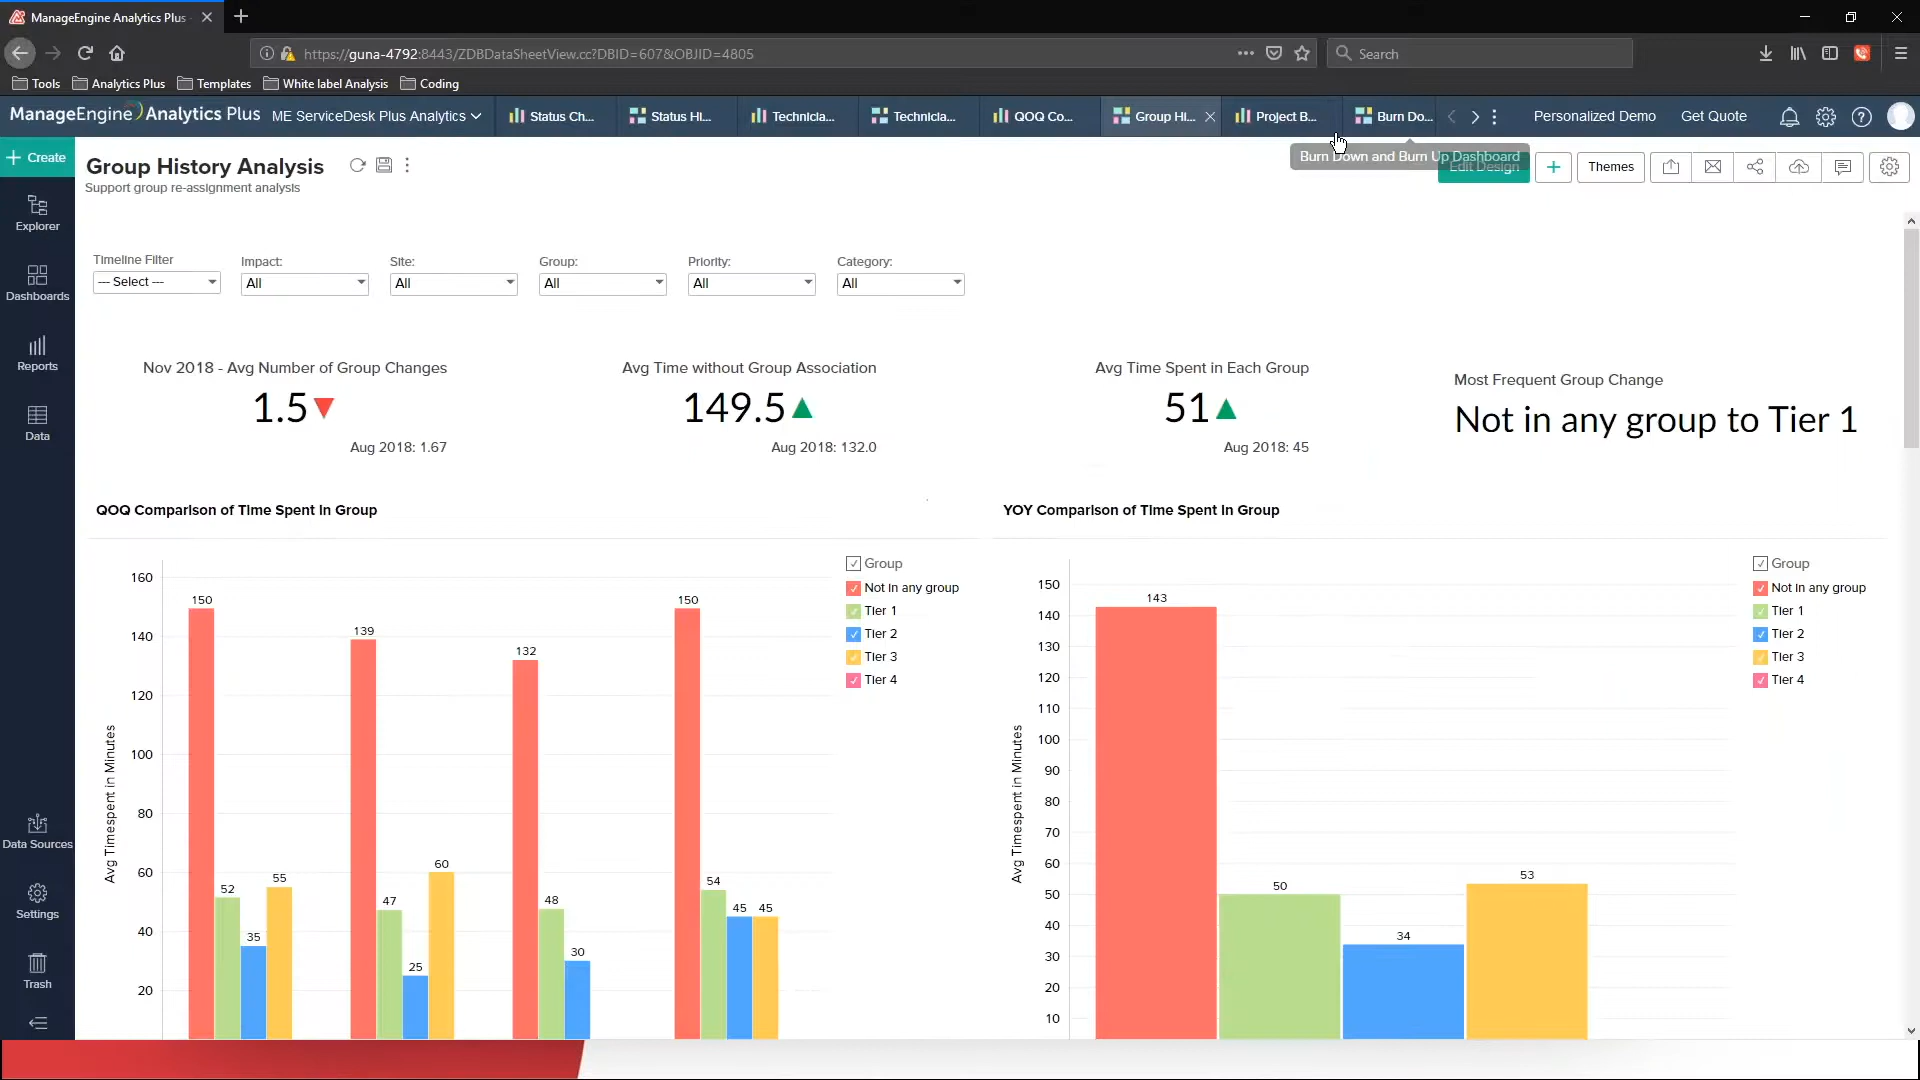 ManageEngine Analytics Plus
https://guna-4792:8443/ZDBDataSheetView.cc?DBID=607&OBJID=4805
Search
Tools
Analytics Plus
Templates
White label Analysis
Coding
ManageEngine Analytics Plus
ME ServiceDesk Plus Analytics
Status Ch...
Status Hi...
Technicia...
Technicia...
QOQ Co...
Group Hi...
Project B...
Burn Do...
Personalized Demo
Get Quote
Create
Group History Analysis
Support group re-assignment analysis
Burn Down and Burn Up Dashboard
Edit Design
Themes
Explorer
Dashboards
Reports
Data
Data Sources
Settings
Trash
Timeline Filter
--- Select ---
Impact:
All
Site:
All
Group:
All
Priority:
All
Category:
All
Nov 2018 - Avg Number of Group Changes
1.5
Aug 2018: 1.67
Avg Time without Group Association
149.5
Aug 2018: 132.0
Avg Time Spent in Each Group
51
Aug 2018: 45
Most Frequent Group Change
Not in any group to Tier 1
QOQ Comparison of Time Spent in Group
Avg Timespent in Minutes
160
140
120
100
80
60
40
20
150
52
35
55
139
47
25
60
132
48
30
150
54
45
45
Group
Not in any group
Tier 1
Tier 2
Tier 3
Tier 4
YOY Comparison of Time Spent in Group
Avg Timespent in Minutes
150
140
130
120
110
100
90
80
70
60
50
40
30
20
10
143
50
34
53
Group
Not in any group
Tier 1
Tier 2
Tier 3
Tier 4